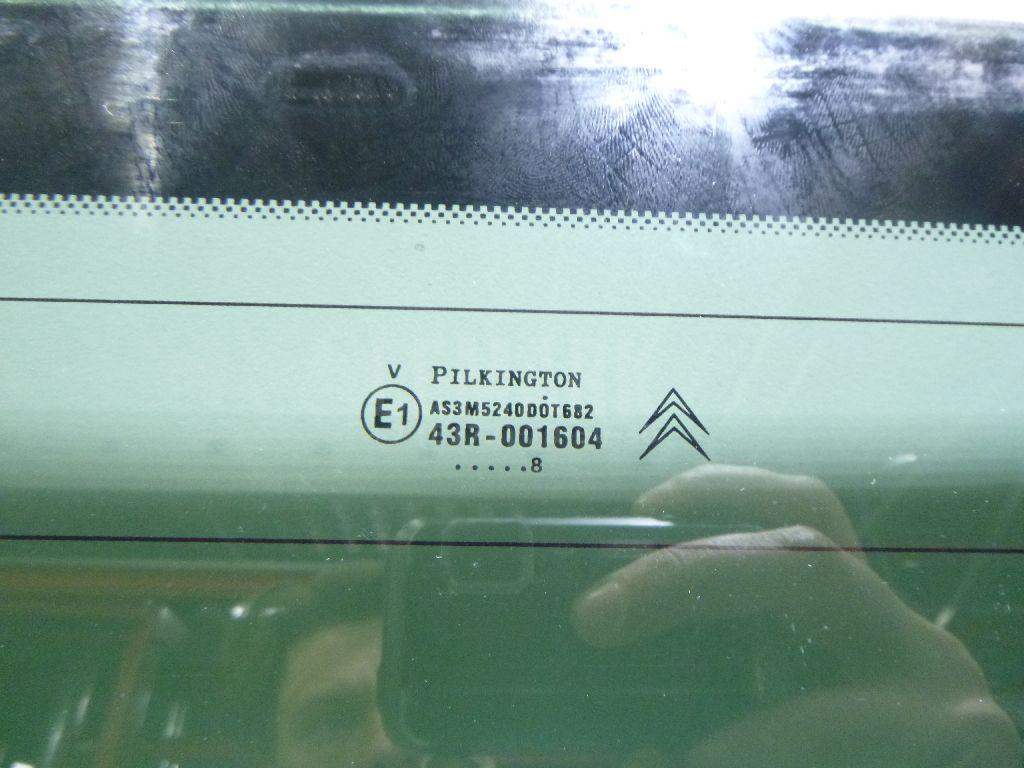 V PILKINGTON
E1 AS3M5240DOT682
43R-001604
.....8